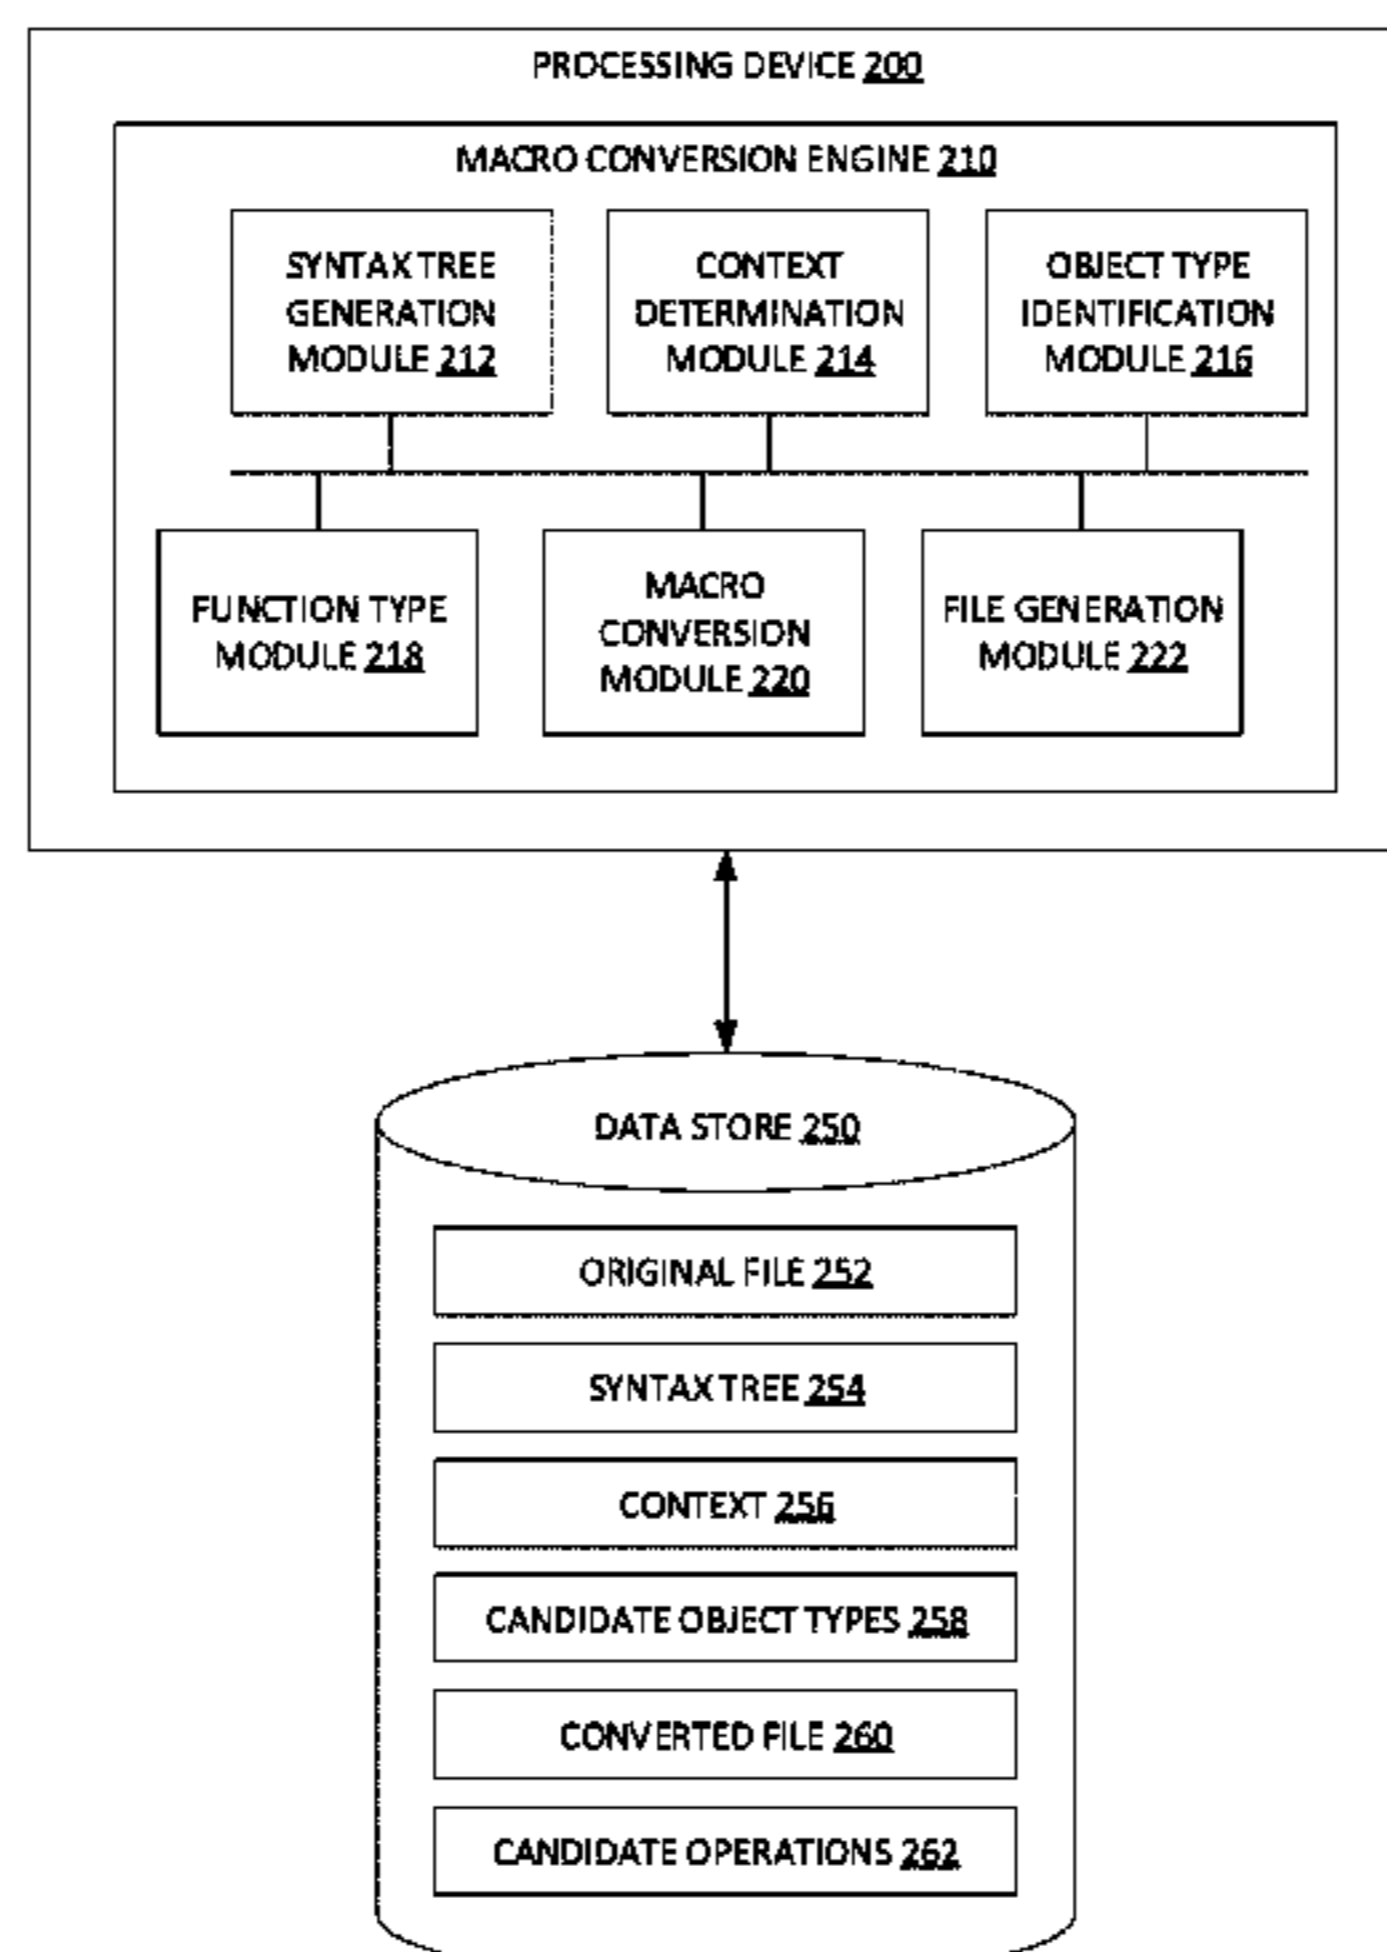 PROCESSING DEVICE 200
MACRO CONVERSION ENGINE 210
SYNTAX TREE
GENERATION
MODULE 212
CONTEXT
DETERMINATION
MODULE 214
OBJECT TYPE
IDENTIFICATION
MODULE 216
FUNCTION TYPE
MODULE 218
MACRO
CONVERSION
MODULE 220
FILE GENERATION
MODULE 222
DATA STORE 250
ORIGINAL FILE 252
SYNTAX TREE 254
CONTEXT 256
CANDIDATE OBJECT TYPES 258
CONVERTED FILE 260
CANDIDATE OPERATIONS 262